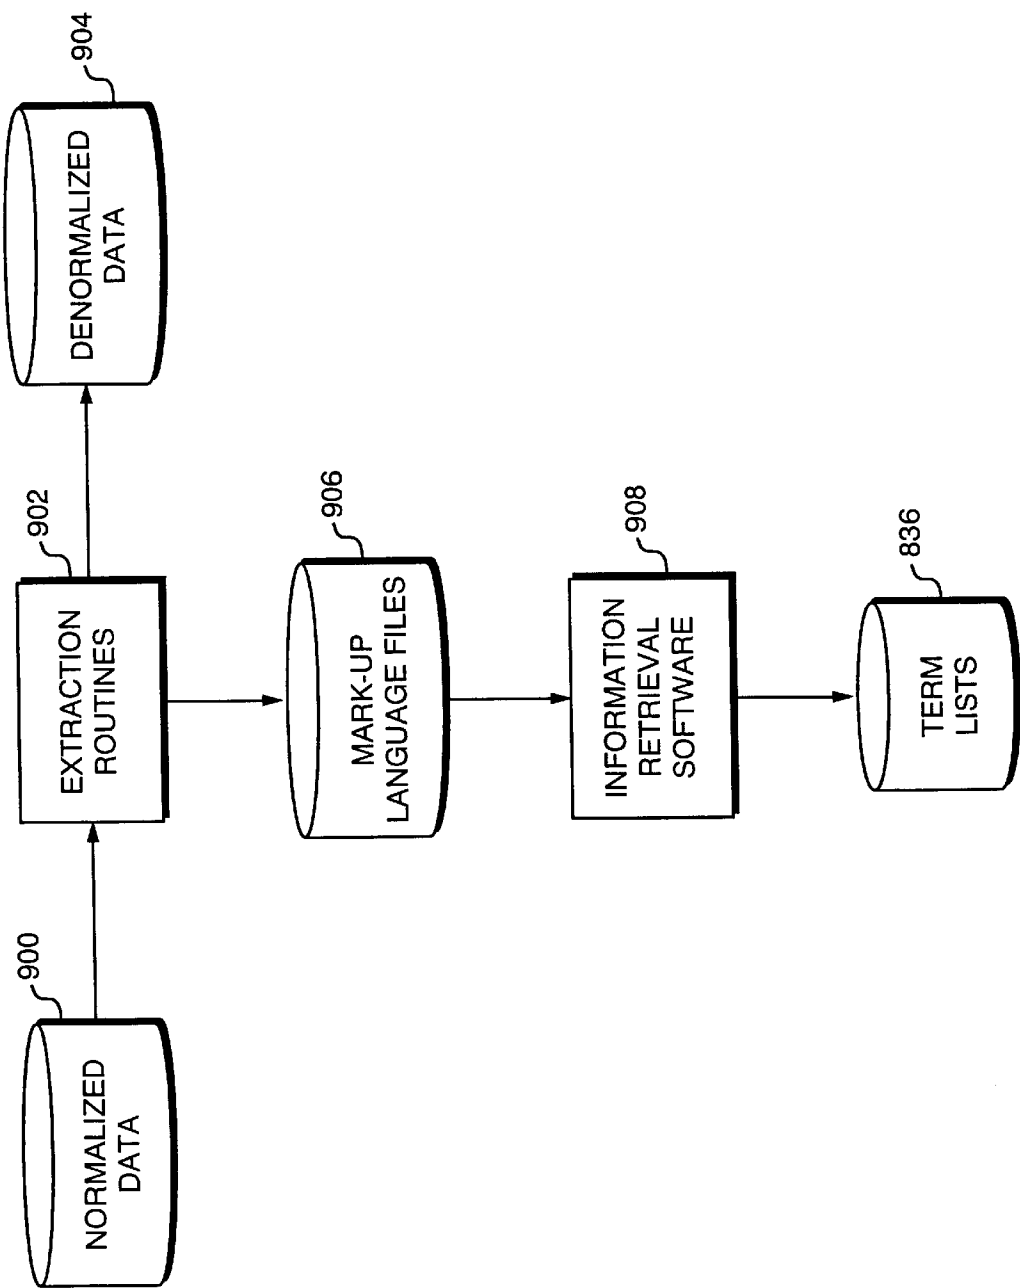 900
NORMALIZED
DATA
902
EXTRACTION
ROUTINES
904
DENORMALIZED
DATA
906
MARK-UP
LANGUAGE FILES
908
INFORMATION
RETRIEVAL
SOFTWARE
836
TERM
LISTS